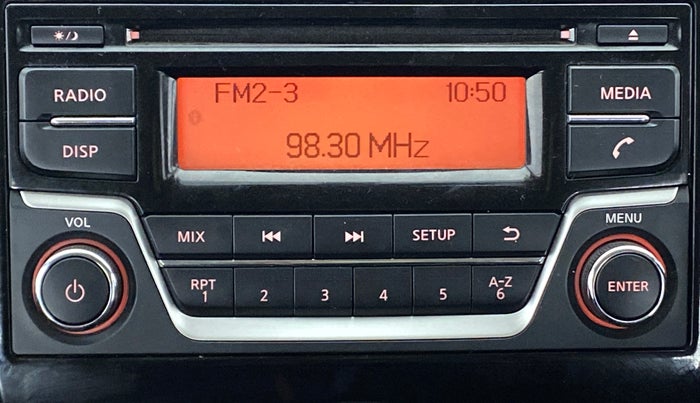 RADIO
FM2-3 10:50
MEDIA
DISP
98.30 MHz
VOL
MENU
MIX
SETUP
RPT
1
2
3
4
5
A-Z
6
ENTER